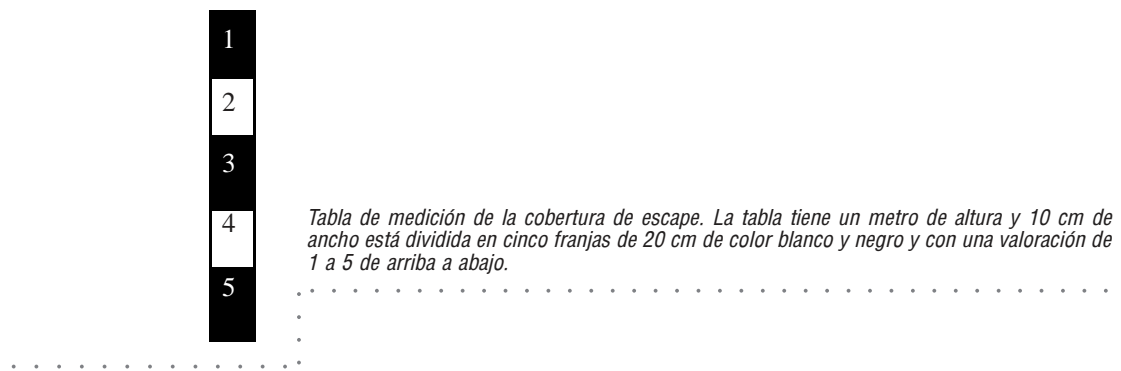 1
2
3
4
5
Tabla de medición de la cobertura de escape. La tabla tiene un metro de altura y 10 cm de
ancho está dividida en cinco franjas de 20 cm de color blanco y negro y con una valoración de
1 a 5 de arriba a abajo.